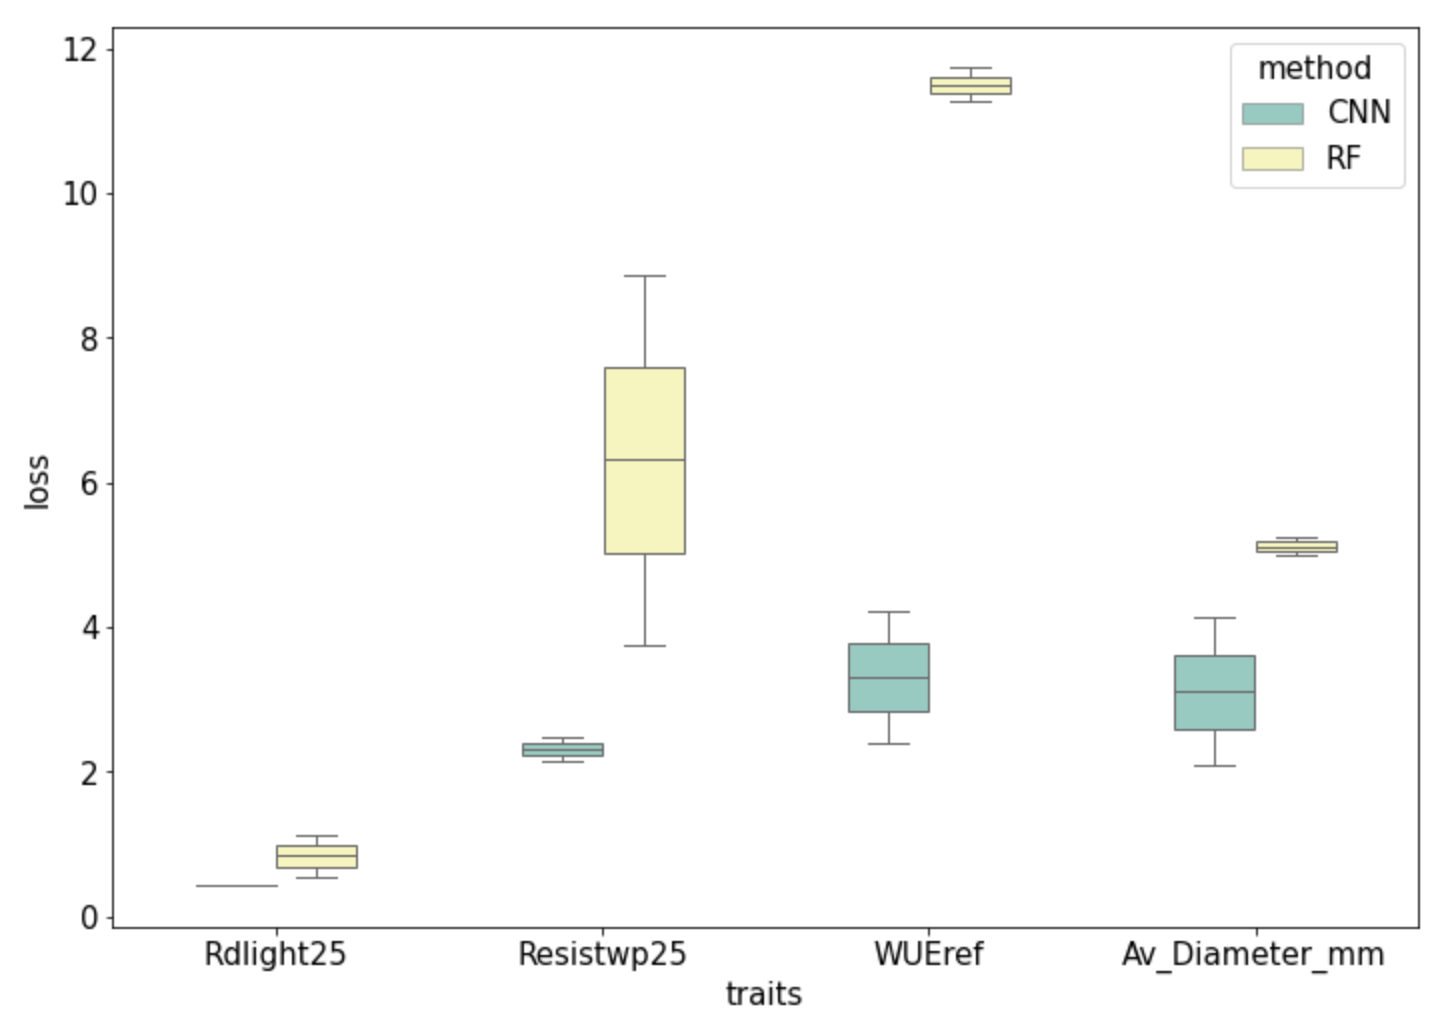 12
10
8
6
4
2
0
loss
method
CNN
RF
Rdlight25
Resistwp25
WUEref
Av_Diameter_mm
traits